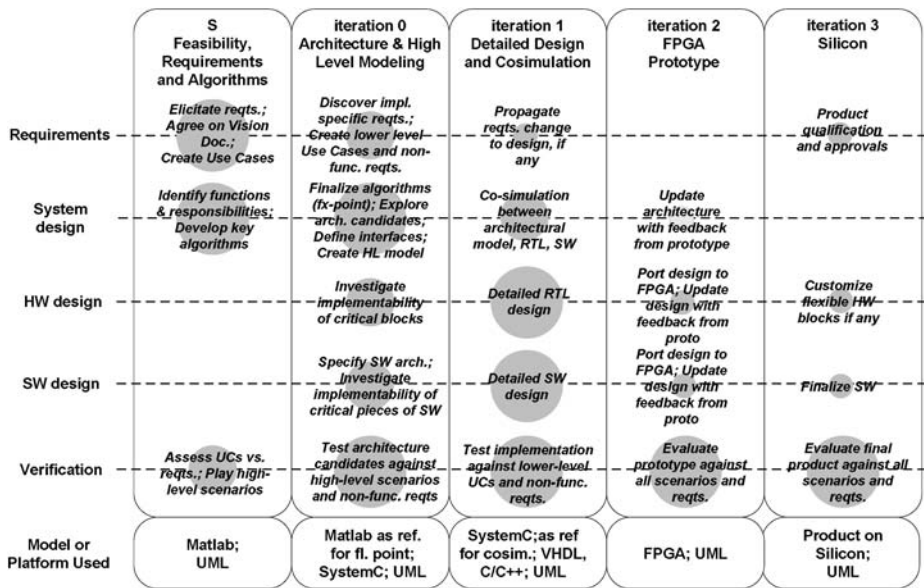 S
Feasibility,
Requirements
and Algorithms
iteration 0
Architecture & High
Level Modeling
iteration 1
Detailed Design
and Cosimulation
iteration 2
FPGA
Prototype
iteration 3
Silicon
Requirements
Elicitate reqts.;
Agree on Vision
Doc.;
Create Use Cases
Discover impl.
specific reqts.;
Create lower level
Use Cases and non-
func. reqts.
Propagate
reqts. change
to design, if
any
Product
qualification
and approvals
System
design
Identify functions
& responsibilities;
Develop key
algorithms
Finalize algorithms
(fx-point); Explore
arch. candidates;
Define interfaces;
Create HL model
Co-simulation
between
architectural
model, RTL, SW
Update
architecture
with feedback
from prototype
HW design
Investigate
implementability
of critical blocks
Detailed RTL
design
Port design to
FPGA; Update
design with
feedback from
proto
Customize
flexible HW
blocks if any
SW design
Specify SW arch.;
Investigate
implementability of
critical pieces of SW
Detailed SW
design
Port design to
FPGA; Update
design with
feedback from
proto
Finalize SW
Verification
Assess UCs vs.
reqts.; Play high-
level scenarios
Test architecture
candidates against
high-level scenarios
and non-func. reqts
Test implementation
against lower-level
UCs and non-func.
reqts.
Evaluate
prototype against
all scenarios and
reqts.
Evaluate final
product against all
scenarios and
reqts.
Model or
Platform Used
Matlab;
UML
Matlab as ref.
for fl. point;
SystemC; UML
SystemC;as ref
for cosim.; VHDL,
C/C++; UML
FPGA; UML
Product on
Silicon;
UML